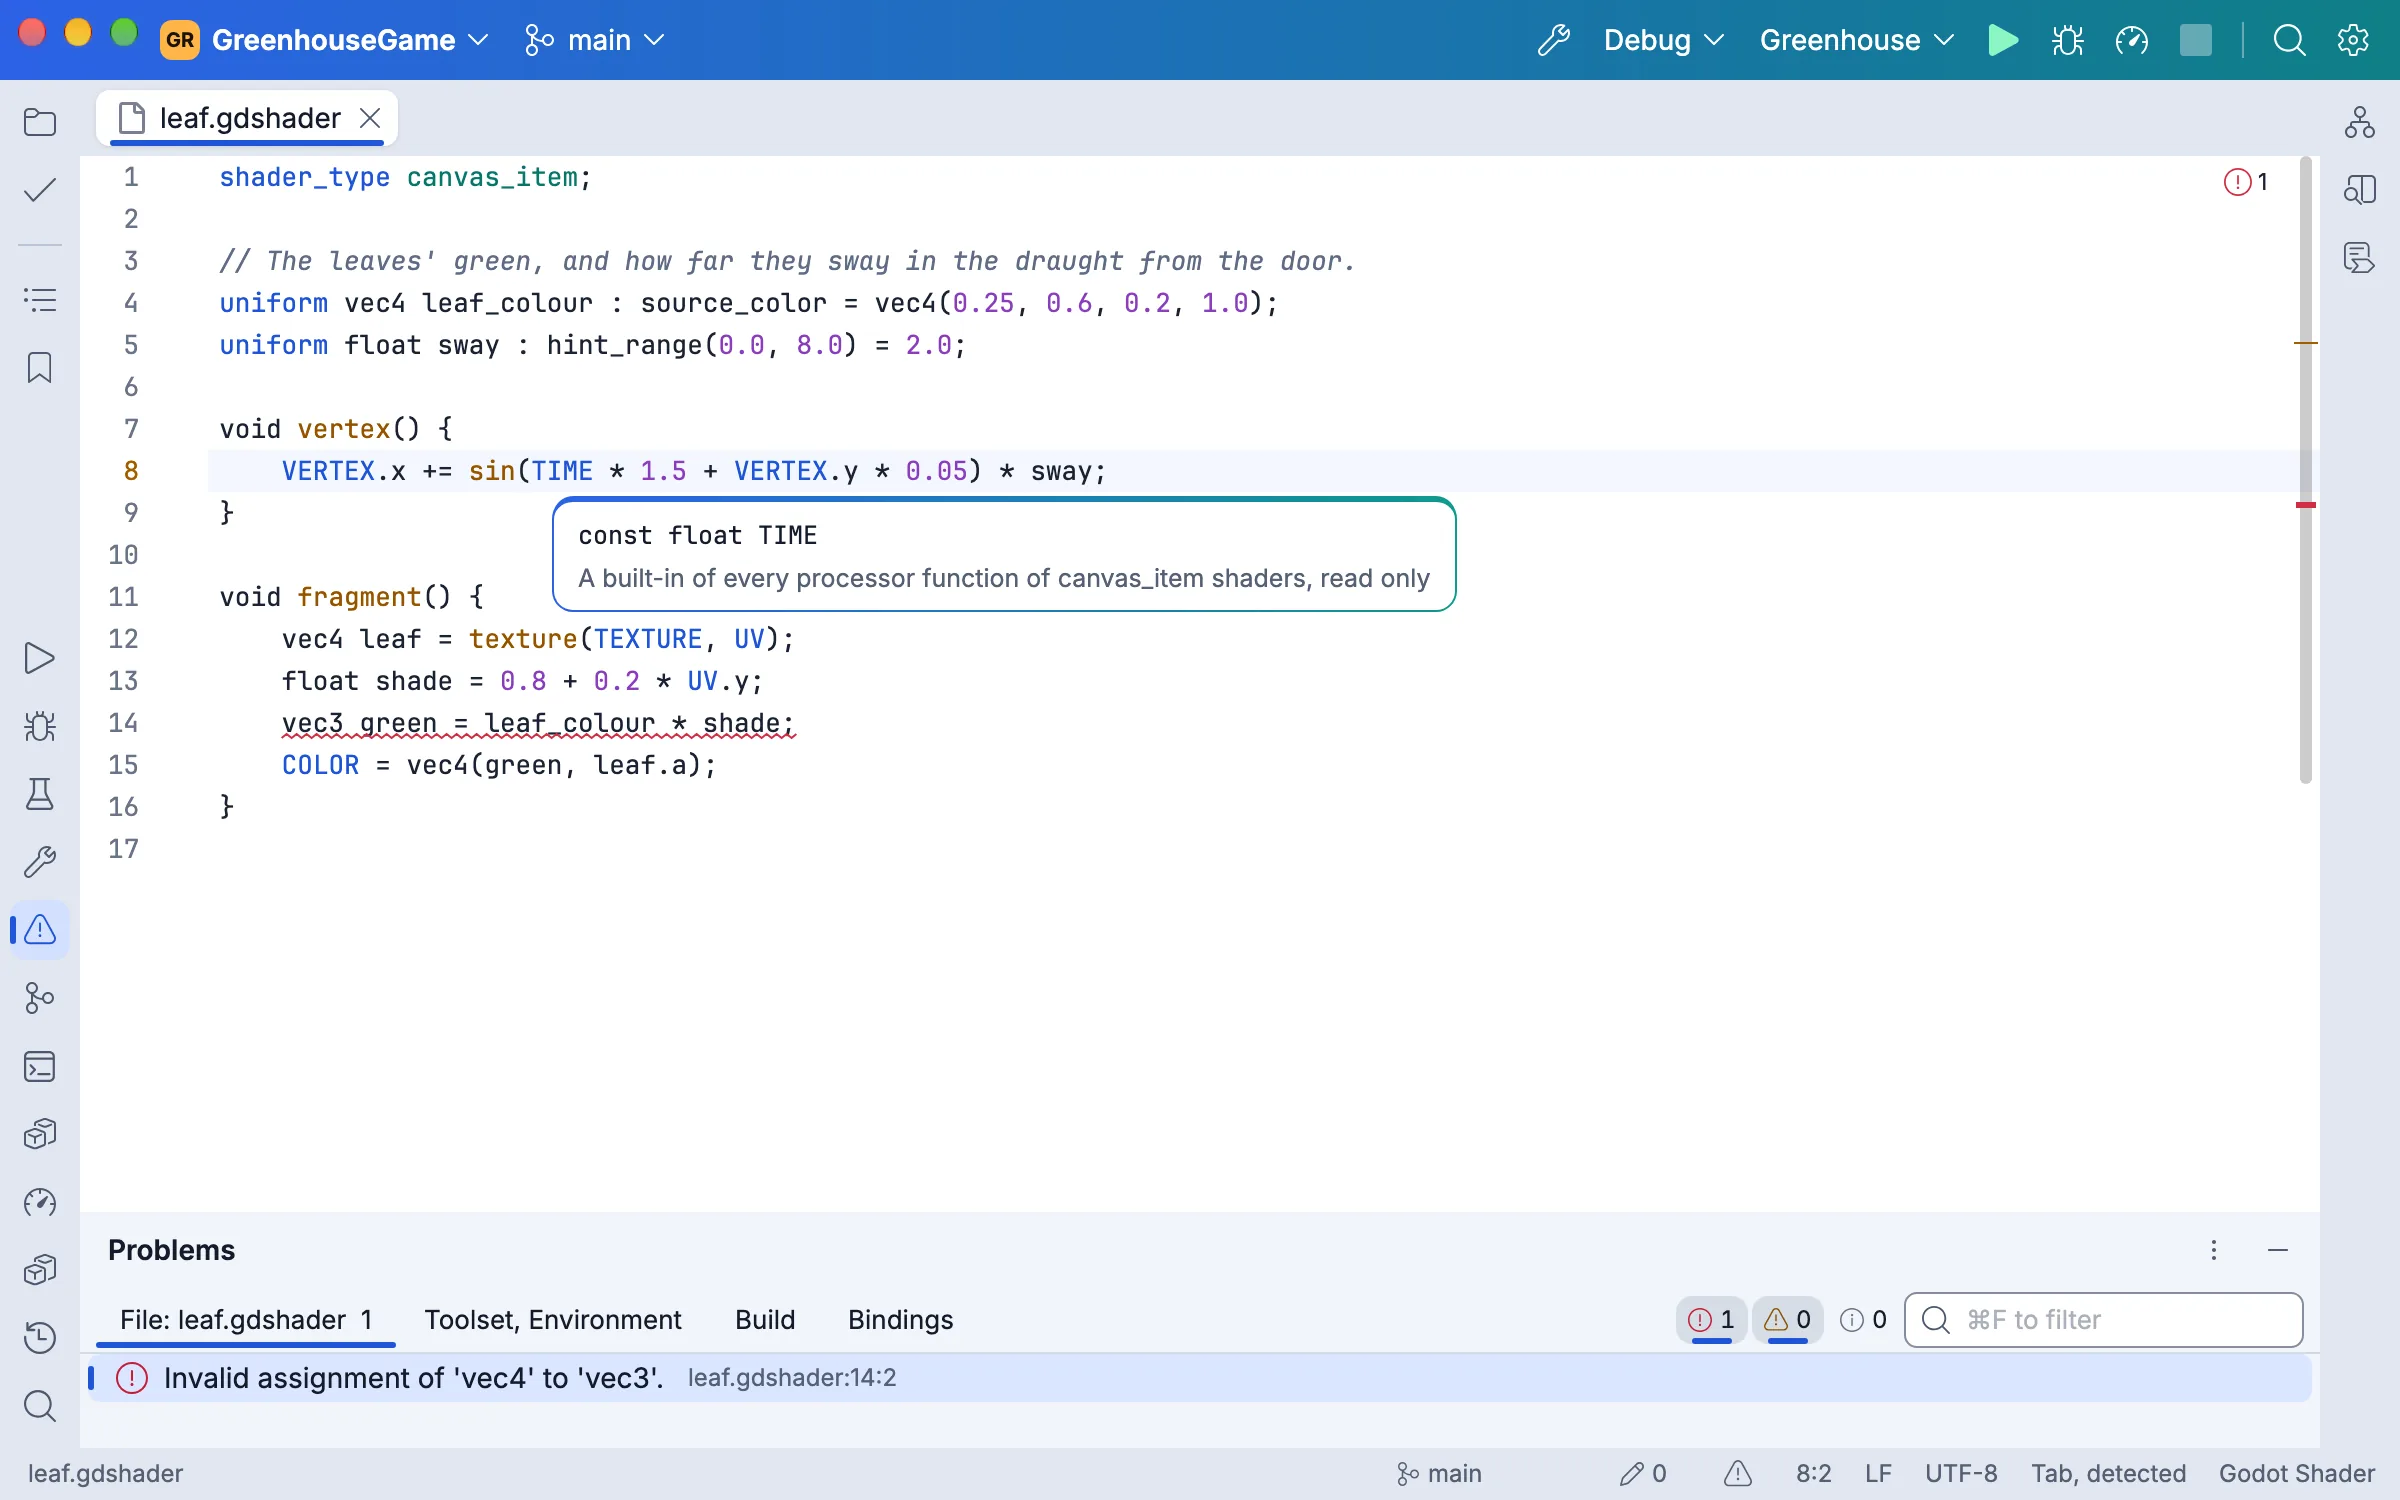 GR GreenhouseGame main Debug Greenhouse
leaf.gdshader
1 shader_type canvas_item;
1
2
3 // The leaves' green, and how far they sway in the draught from the door.
4 uniform vec4 leaf_colour : source_color = vec4(0.25, 0.6, 0.2, 1.0);
5 uniform float sway : hint_range(0.0, 8.0) = 2.0;
6
7 void vertex() {
8 VERTEX.x += sin(TIME * 1.5 + VERTEX.y * 0.05) * sway;
9 }
const float TIME
10
A built-in of every processor function of canvas_item shaders, read only
11 void fragment() {
12 vec4 leaf = texture(TEXTURE, UV);
13 float shade = 0.8 + 0.2 * UV.y;
14 vec3 green = leaf_colour * shade;
15 COLOR = vec4(green, leaf.a);
16 }
17
Problems
File: leaf.gdshader 1 Toolset, Environment Build Bindings 1 0 0 ⌘F to filter
Invalid assignment of 'vec4' to 'vec3'. leaf.gdshader:14:2
leaf.gdshader main 0 8:2 LF UTF-8 Tab, detected Godot Shader